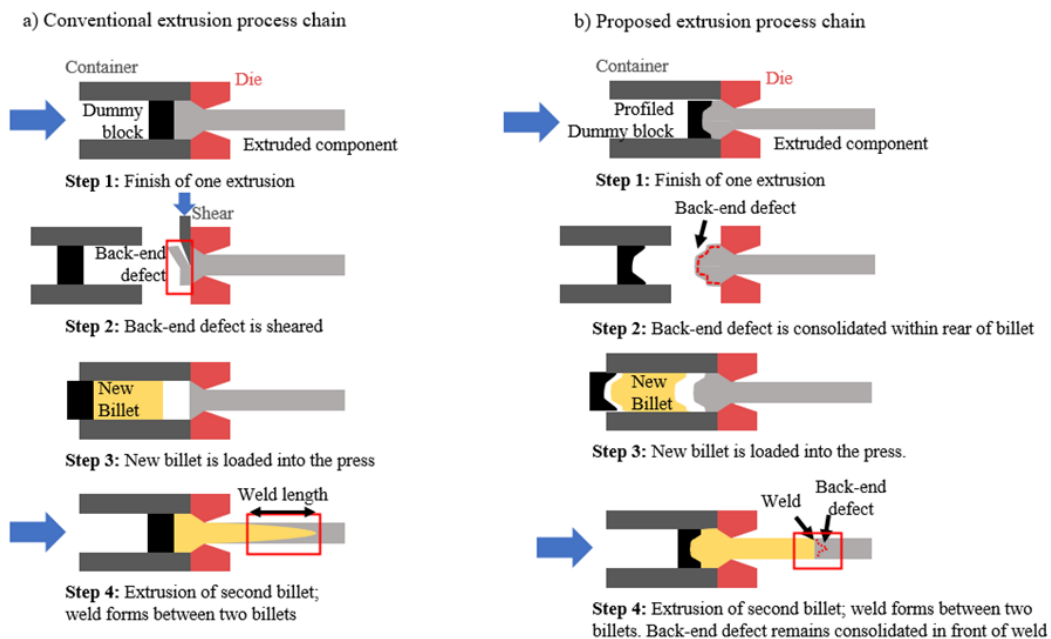 a) Conventional extrusion process chain
Container
Die
Dummy
block
Extruded component
Step 1: Finish of one extrusion
Shear
Back-end
defect
Step 2: Back-end defect is sheared
New
Billet
Step 3: New billet is loaded into the press
Weld length
Step 4: Extrusion of second billet;
weld forms between two billets
b) Proposed extrusion process chain
Container
Die
Profiled
Dummy block
Extruded component
Step 1: Finish of one extrusion
Back-end defect
Step 2: Back-end defect is consolidated within rear of billet
New
Billet
Step 3: New billet is loaded into the press.
Weld
Back-end
defect
Step 4: Extrusion of second billet; weld forms between two
billets. Back-end defect remains consolidated in front of weld